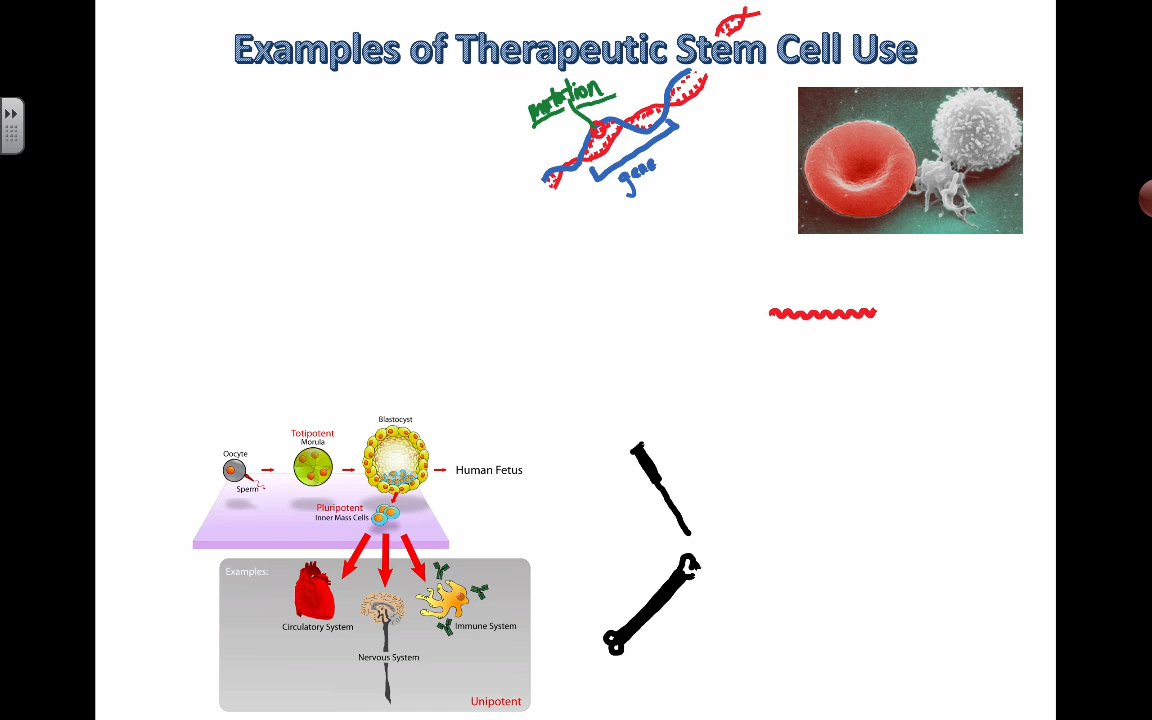 Examples of Therapeutic Stem Cell Use
mutation
gene
Blastocyst
Totipotent
Morula
Oocyte
Human Fetus
Sperm
Pluripotent
Inner Mass Cells
Examples:
Circulatory System
Immune System
Nervous System
Unipotent